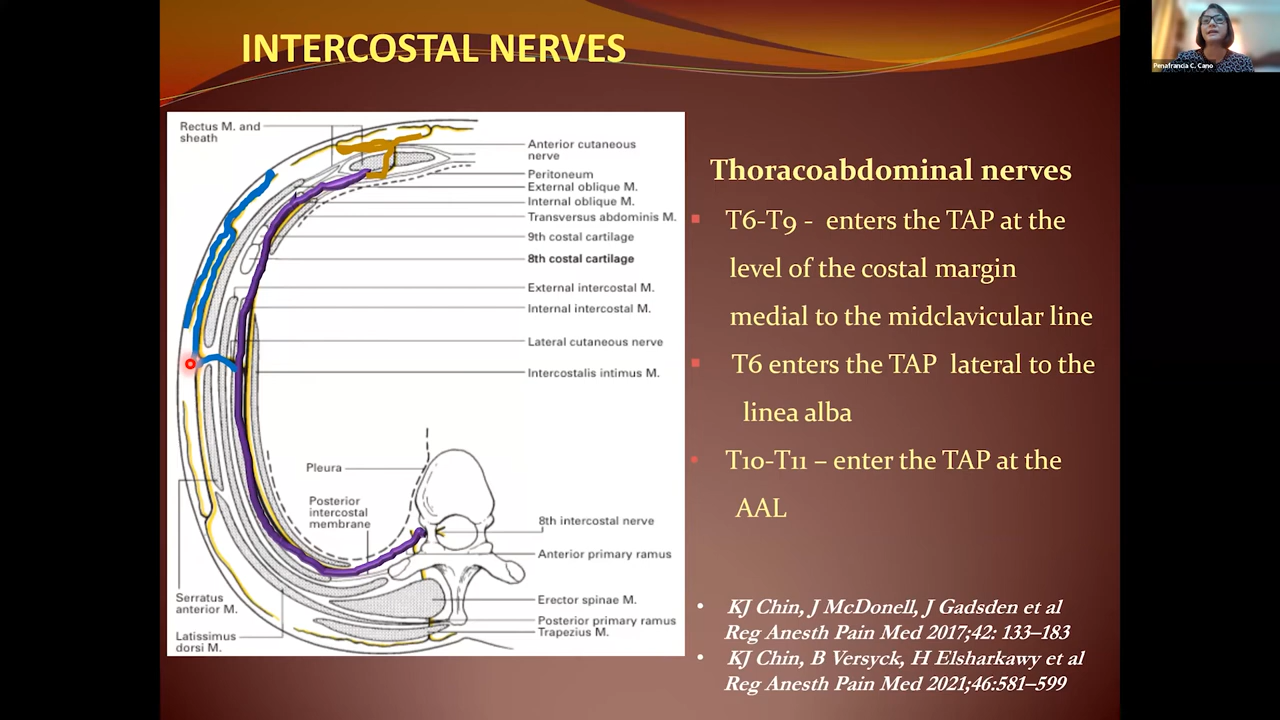 INTERCOSTAL NERVES
Penafrancia C. Cano
Rectus M. and
sheath
Anterior cutaneous
nerve
Peritoneum
External oblique M.
Internal oblique M.
Transversus abdominis M.
9th costal cartilage
8th costal cartilage
External intercostal M.
Internal intercostal M.
Lateral cutaneous nerve
Intercostalis intimus M.
Pleura
Posterior
intercostal
membrane
8th intercostal nerve
Anterior primary ramus
Erector spinae M.
Posterior primary ramus
Trapezius M.
Serratus
anterior M.
Latissimus
dorsi M.
Thoracoabdominal nerves
T6-T9 - enters the TAP at the
level of the costal margin
medial to the midclavicular line
T6 enters the TAP lateral to the
linea alba
T10-T11 – enter the TAP at the
AAL
• KJ Chin, J McDonell, J Gadsden et al
Reg Anesth Pain Med 2017;42: 133–183
• KJ Chin, B Versyck, H Elsharkawy et al
Reg Anesth Pain Med 2021;46:581–599